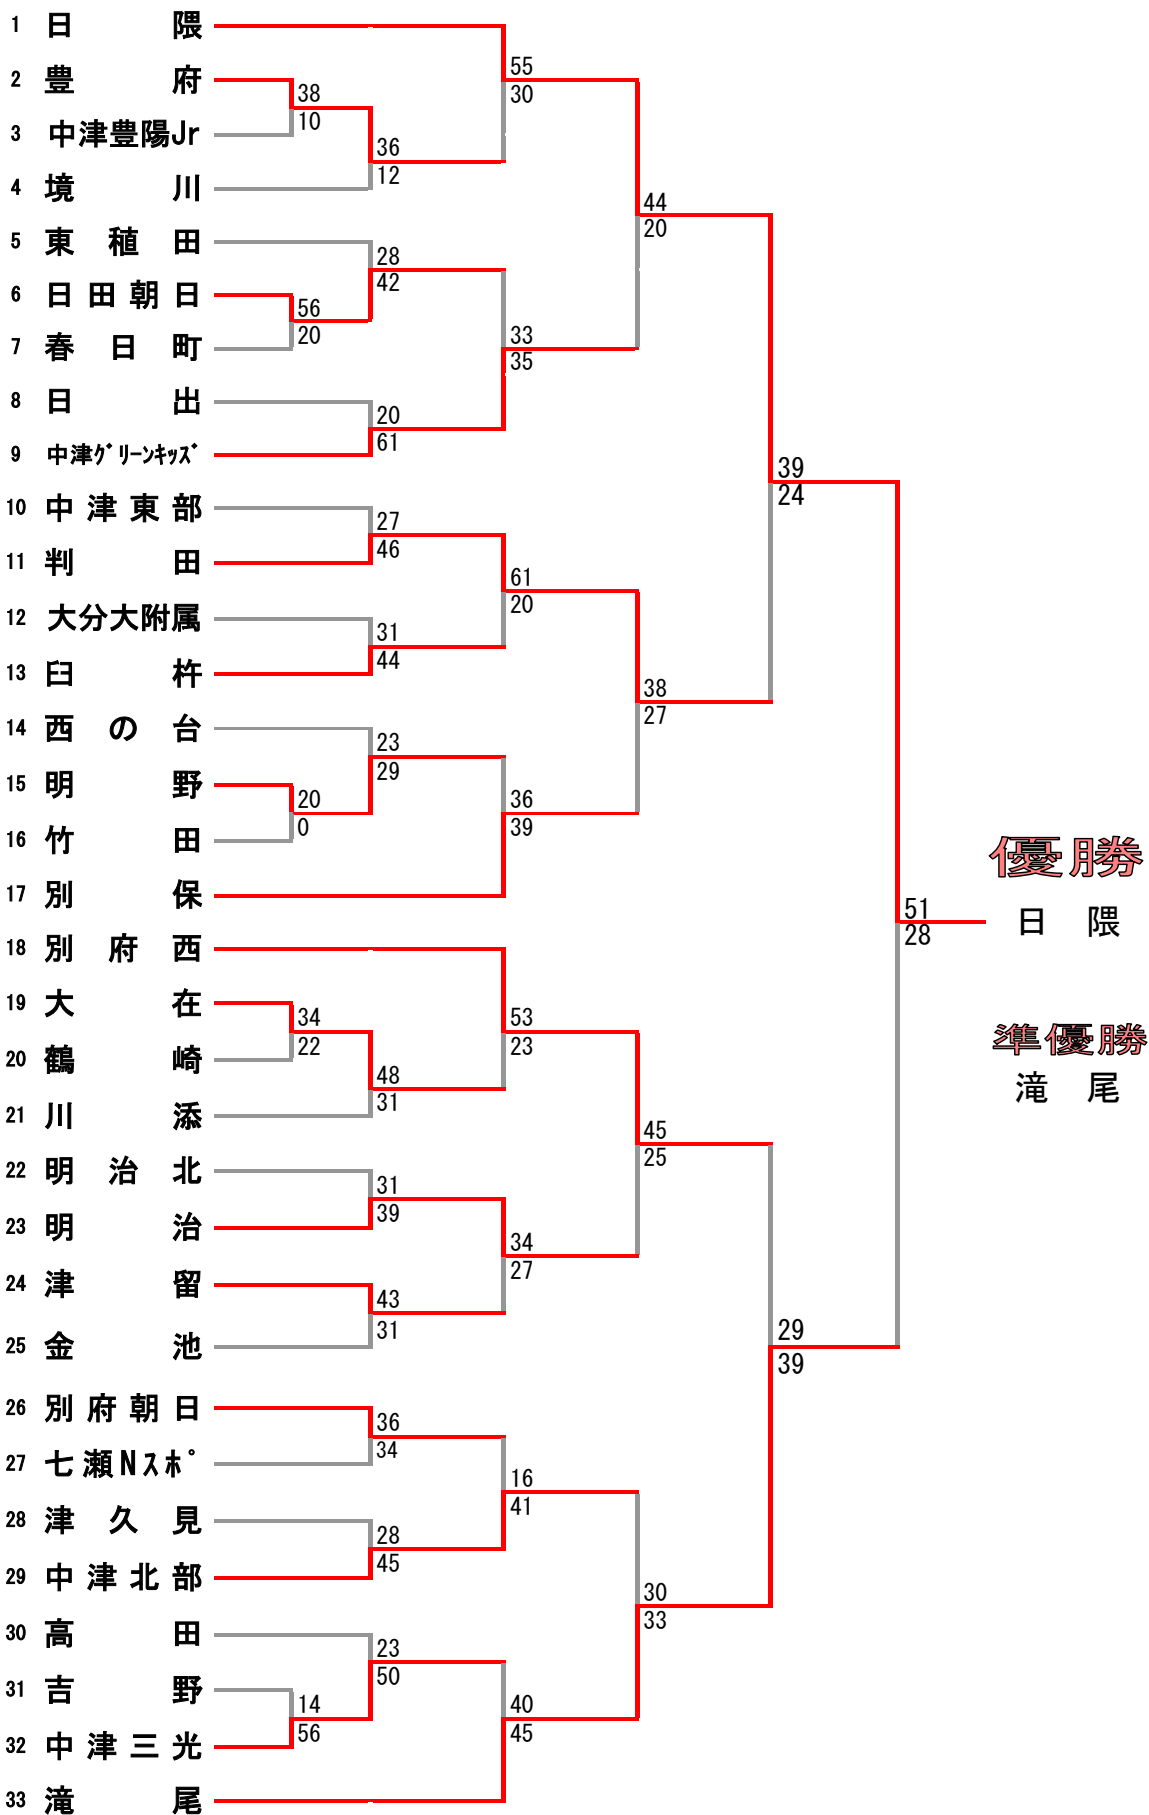 1 日隈
55
2 豊府
38
30
10
3 中津豊陽Jr
36
12
4 境川
44
20
5 東稙田
28
42
6 日田朝日
56
20
33
35
7 春日町
8 日出
20
61
9 中津グリーンキッズ
39
24
10 中津東部
27
46
11 判田
61
20
12 大分大附属
31
44
13 臼杵
38
27
14 西の台
23
29
15 明野
20
0
36
39
16 竹田
優勝
17 別保
51
28
日隈
18 別府西
19 大在
34
22
53
23
準優勝
20 鶴崎
48
31
滝尾
21 川添
45
25
22 明治北
31
39
23 明治
34
27
24 津留
43
31
25 金池
29
39
26 別府朝日
36
34
27 七瀬Nスポ
16
41
28 津久見
28
45
29 中津北部
30
33
30 高田
23
50
31 吉野
14
56
40
45
32 中津三光
33 滝尾